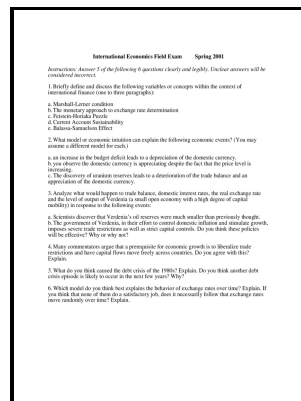 International Economics Field Exam Spring 2001
Instructions: Answer 5 of the following 6 questions clearly and legibly. Unclear answers will be
considered incorrect.
1. Briefly define and discuss the following variables or concepts within the context of
international finance (one to three paragraphs):
a. Marshall-Lerner condition
b. The monetary approach to exchange rate determination
c. Feistein-Horiaka Puzzle
d. Current Account Sustainability
e. Balassa-Samuelson Effect
2. What model or economic intuition can explain the following economic events? (You may
assume a different model for each.)
a. an increase in the budget deficit leads to a depreciation of the domestic currency.
b. you observe the domestic currency is appreciating despite the fact that the price level is
increasing.
c. The discovery of uranium reserves leads to a deterioration of the trade balance and an
appreciation of the domestic currency.
3. Analyze what would happen to trade balance, domestic interest rates, the real exchange rate
and the level of output of Verdenia (a small open economy with a high degree of capital
mobility) in response to the following events:
a. Scientists discover that Verdenia's oil reserves were much smaller than previously thought.
b. The government of Verdenia, in their effort to control domestic inflation and stimulate growth,
imposes severe trade restrictions as well as strict capital controls. Do you think these policies
will be effective? Why or why not?
4. Many commentators argue that a prerequisite for economic growth is to liberalize trade
restrictions and have capital flows move freely across countries. Do you agree with this?
Explain.
5. What do you think caused the debt crisis of the 1980s? Explain. Do you think another debt
crisis episode is likely to occur in the next few years? Why?
6. Which model do you think best explains the behavior of exchange rates over time? Explain. If
you think that none of them do a satisfactory job, does it necessarily follow that exchange rates
move randomly over time? Explain.